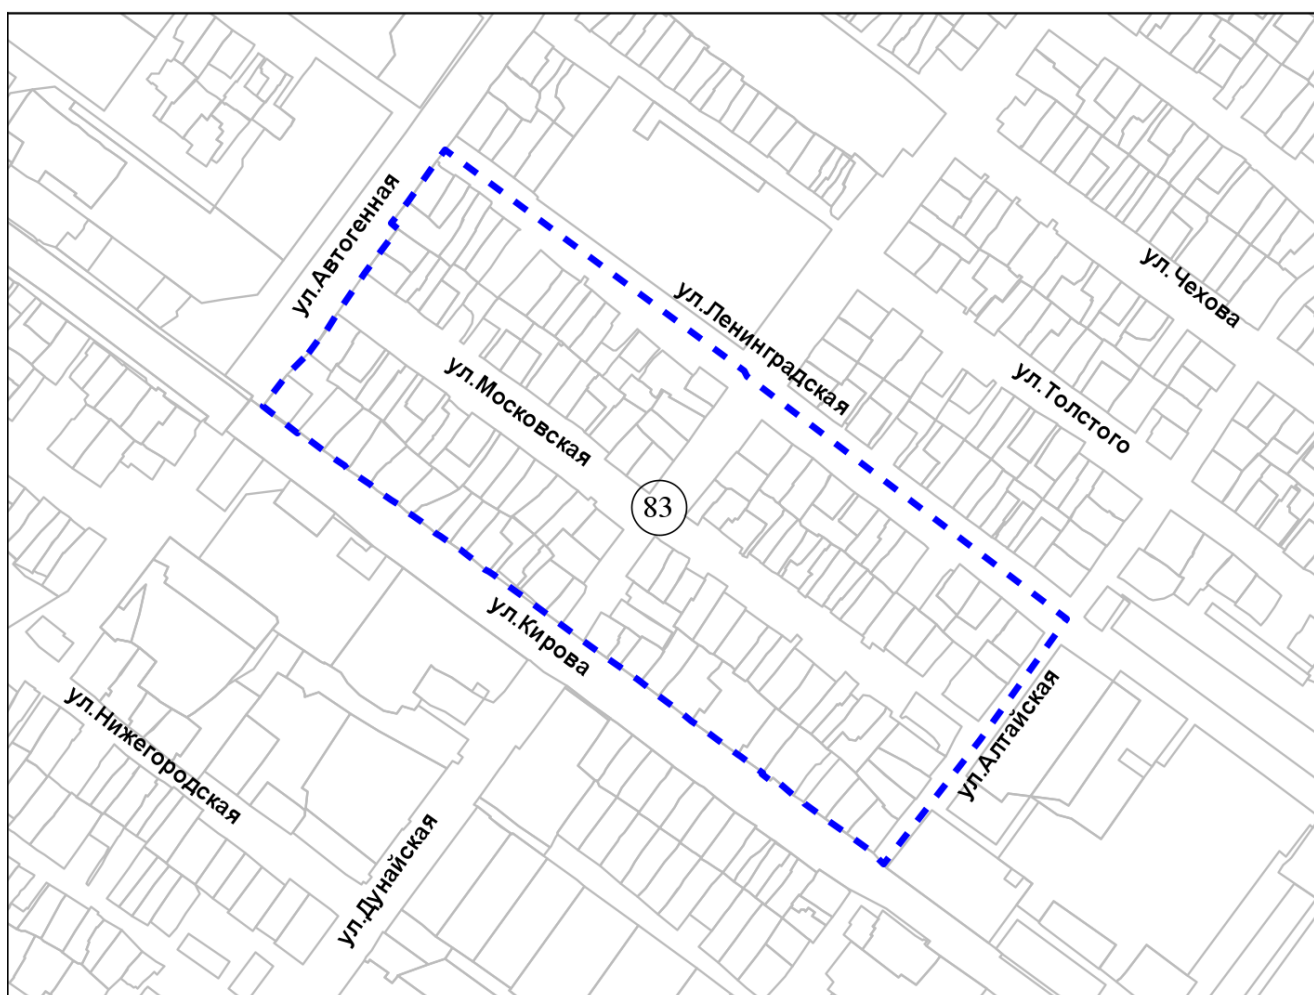 ул.Автогенная
ул.Чехова
ул.Ленинградская
ул.Толстого
ул.Московская
83
ул.Кирова
ул.Алтайская
ул.Нижегородская
ул.Дунайская